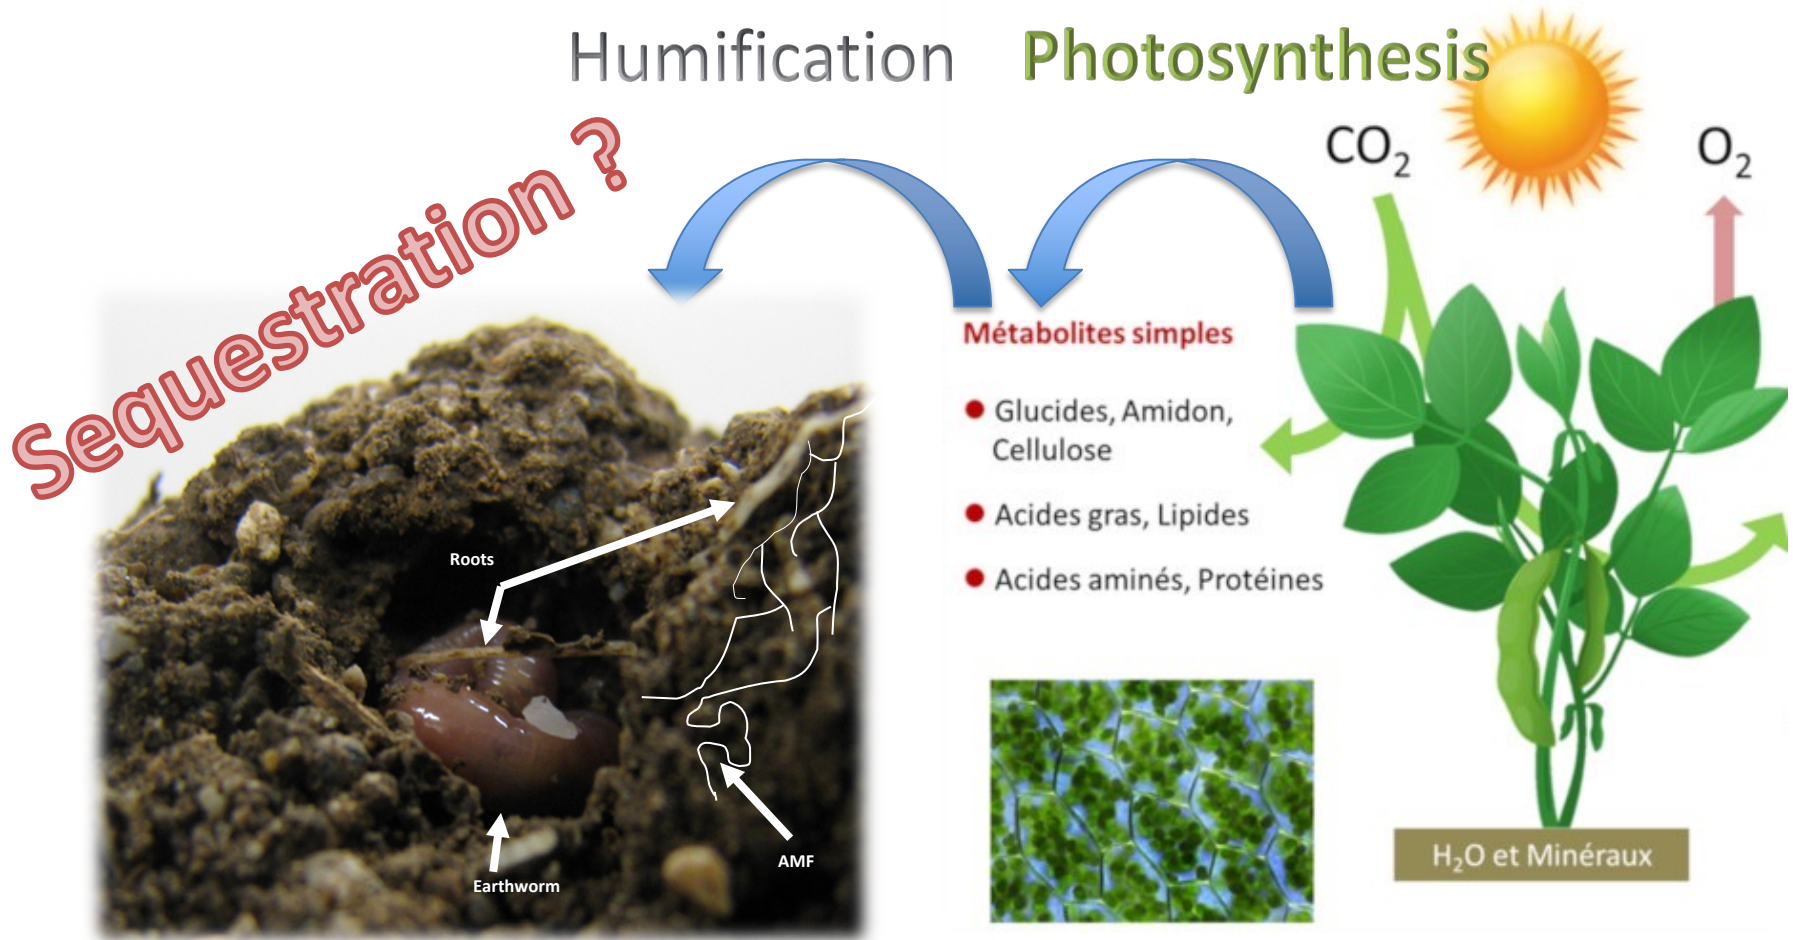 Humification
Photosynthesis
Sequestration ?
CO₂
O₂
Métabolites simples
Glucides, Amidon,
Cellulose
Acides gras, Lipides
Acides aminés, Protéines
Roots
AMF
Earthworm
H₂O et Minéraux